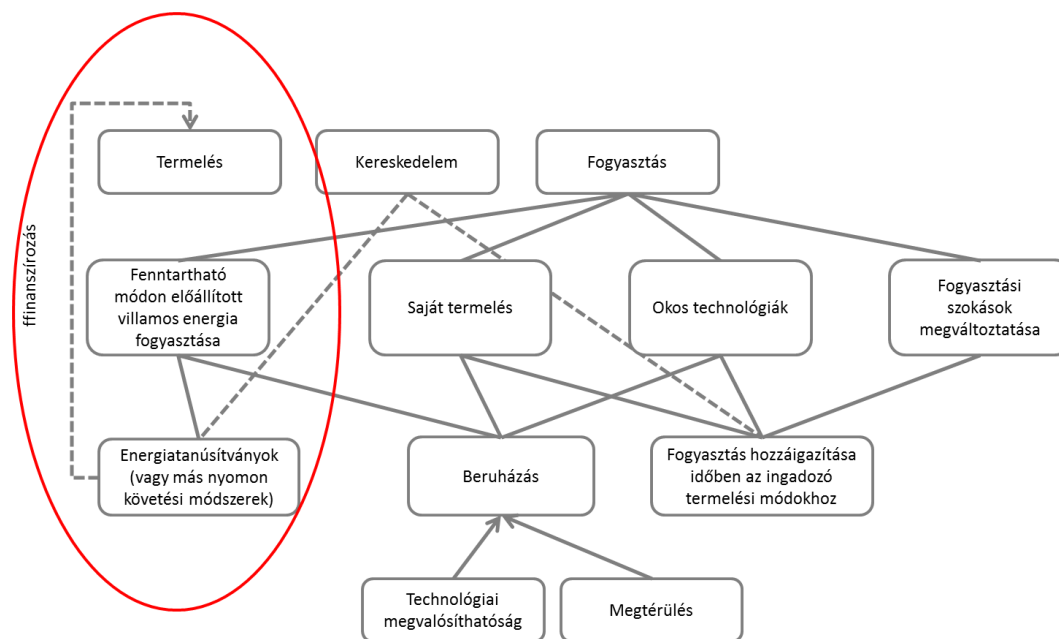 Termelés
Kereskedelem
Fogyasztás
ffinanszírozás
Fenntartható
módon előállított
villamos energia
fogyasztása
Saját termelés
Okos technológiák
Fogyasztási
szokások
megváltoztatása
Energiatanúsítványok
(vagy más nyomon
követési módszerek)
Beruházás
Fogyasztás hozzáigazítása
időben az ingadozó
termelési módokhoz
Technológiai
megvalósíthatóság
Megtérülés